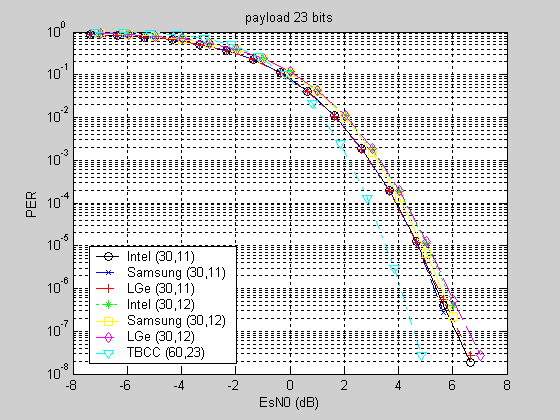 payload 23 bits
PER
10^0
10^-1
10^-2
10^-3
10^-4
10^-5
10^-6
10^-7
10^-8
Intel (30,11)
Samsung (30,11)
LGe (30,11)
Intel (30,12)
Samsung (30,12)
LGe (30,12)
TBCC (60,23)
-8 -6 -4 -2 0 2 4 6 8
EsN0 (dB)